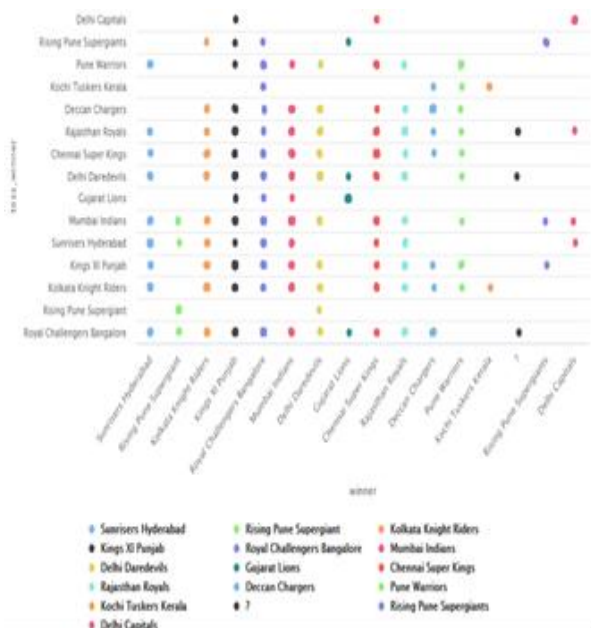 Delhi Capitals
Rising Pune Supergiants
Pune Warriors
Kochi Tuskers Kerala
Deccan Chargers
Rajasthan Royals
Chennai Super Kings
Delhi Daredevils
Gujarat Lions
Mumbai Indians
Sunrisers Hyderabad
Kings XI Punjab
Kolkata Knight Riders
Rising Pune Supergiant
Royal Challengers Bangalore
toss_winner
Sunrisers Hyderabad
Rising Pune Supergiant
Kolkata Knight Riders
Kings XI Punjab
Royal Challengers Bangalore
Mumbai Indians
Delhi Daredevils
Gujarat Lions
Chennai Super Kings
Rajasthan Royals
Deccan Chargers
Pune Warriors
Kochi Tuskers Kerala
?
Rising Pune Supergiants
Delhi Capitals
winner
Sunrisers Hyderabad Rising Pune Supergiant Kolkata Knight Riders
Kings XI Punjab Royal Challengers Bangalore Mumbai Indians
Delhi Daredevils Gujarat Lions Chennai Super Kings
Rajasthan Royals Deccan Chargers Pune Warriors
Kochi Tuskers Kerala ? Rising Pune Supergiants
Delhi Capitals